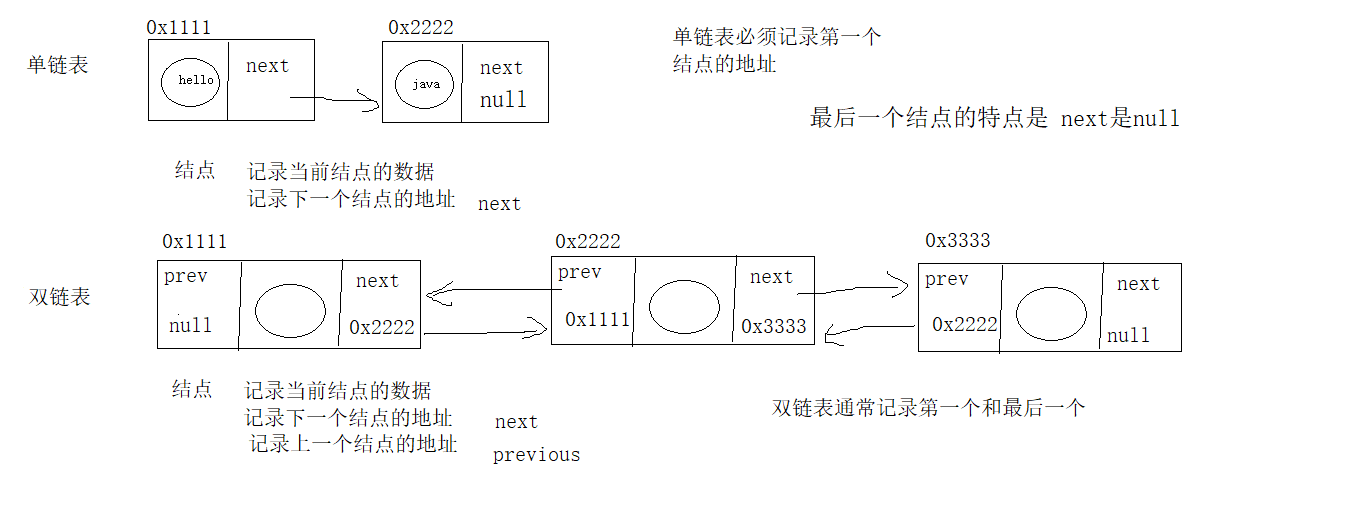 0x1111
0x2222
单链表
hello
next
java
next
null
单链表必须记录第一个
结点的地址
最后一个结点的特点是 next是null
结点 记录当前结点的数据
记录下一个结点的地址 next
0x1111
0x2222
0x3333
双链表
prev
null
next
0x2222
prev
0x1111
next
0x3333
prev
0x2222
next
null
结点 记录当前结点的数据
记录下一个结点的地址 next
记录上一个结点的地址 previous
双链表通常记录第一个和最后一个